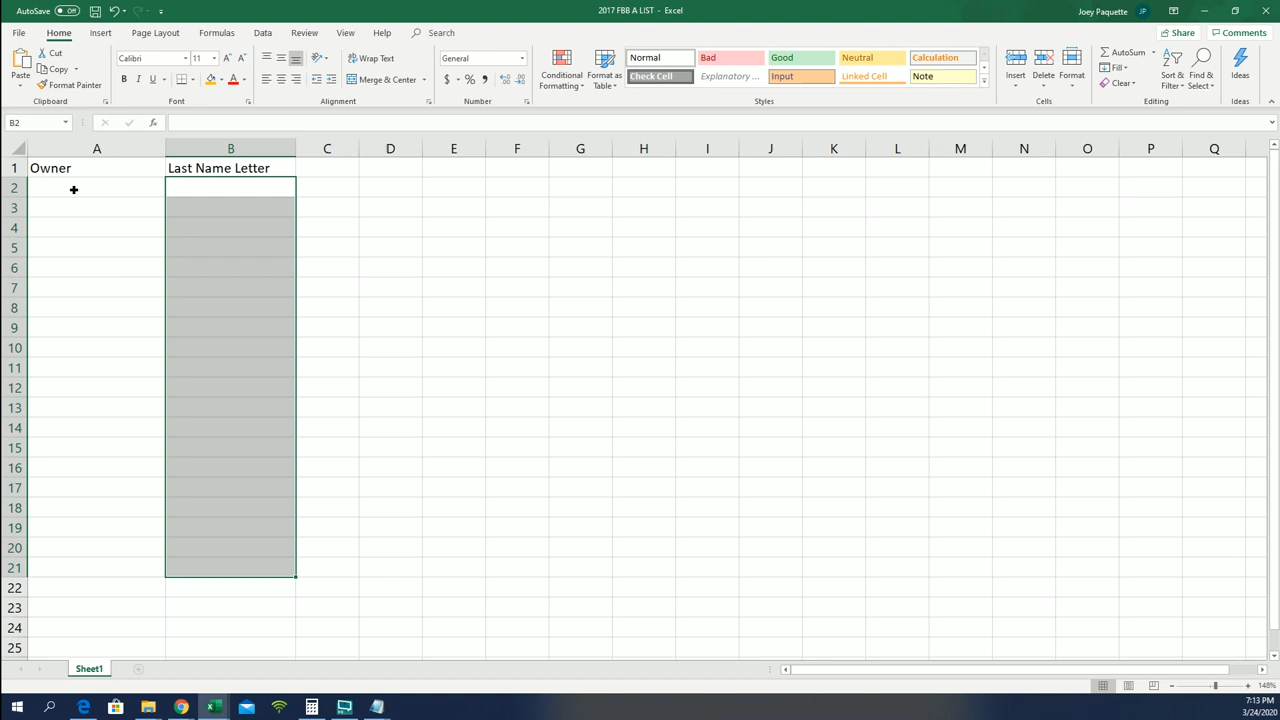 AutoSave Off 2017 FBB A LIST - Excel Joey Paquette JP
File Home Insert Page Layout Formulas Data Review View Help Search Share Comments
Paste Cut Copy Format Painter Clipboard
Calibri 11 A A B I U A Font
Wrap Text Merge & Center Alignment
General $ % , Number
Conditional Formatting Format as Table
Normal Bad Good Neutral Calculation
Check Cell Explanatory ... Input Linked Cell Note
Styles
Insert Delete Format Cells
AutoSum Fill Clear Sort & Filter Find & Select Editing
Ideas Ideas
B2 fx
A B C D E F G H I J K L M N O P Q
1 Owner Last Name Letter
2
3
4
5
6
7
8
9
10
11
12
13
14
15
16
17
18
19
20
21
22
23
24
25
Sheet1
148%
7:13 PM
3/24/2020